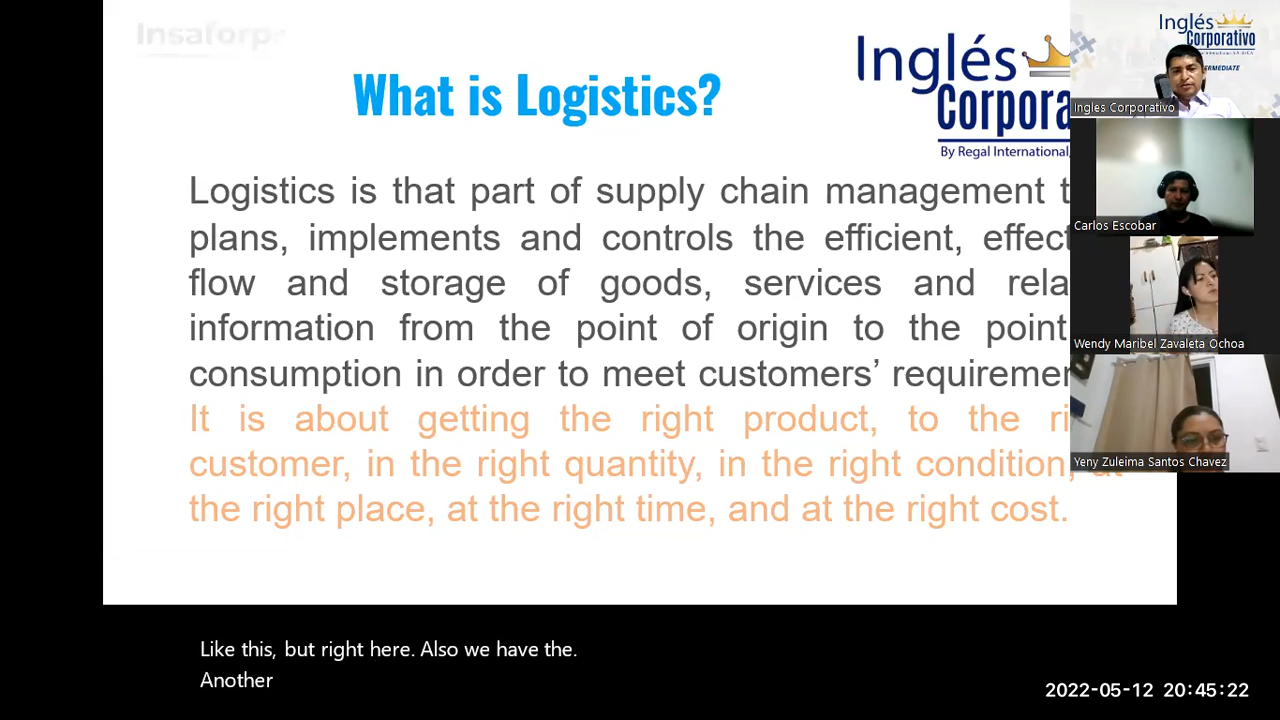 Insaforp
Inglés
Corpora
By Regal International,
What is Logistics?
Logistics is that part of supply chain management t
plans, implements and controls the efficient, effect
flow and storage of goods, services and rela
information from the point of origin to the point
consumption in order to meet customers’ requiremen
It is about getting the right product, to the ri
customer, in the right quantity, in the right condition, at
the right place, at the right time, and at the right cost.
Inglés
Corporativo
Ingles Corporativo
Carlos Escobar
Wendy Maribel Zavaleta Ochoa
Yeny Zuleima Santos Chavez
Like this, but right here. Also we have the.
Another
2022-05-12 20:45:22